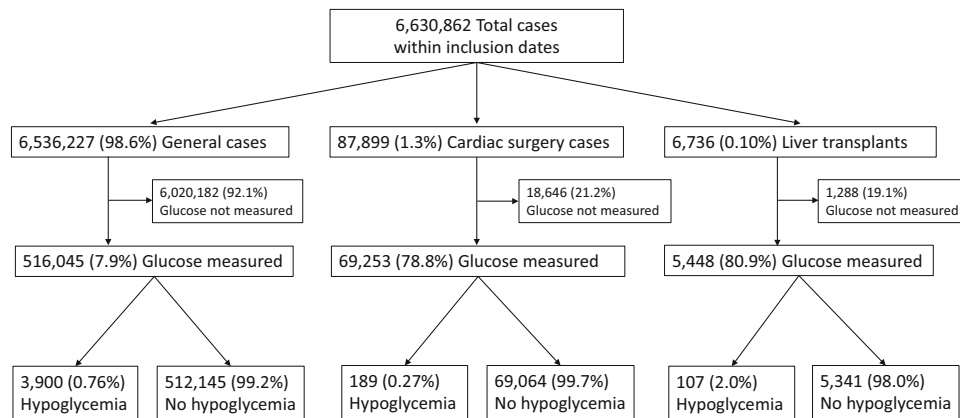 6,630,862 Total cases
within inclusion dates
6,536,227 (98.6%) General cases
87,899 (1.3%) Cardiac surgery cases
6,736 (0.10%) Liver transplants
6,020,182 (92.1%)
Glucose not measured
18,646 (21.2%)
Glucose not measured
1,288 (19.1%)
Glucose not measured
516,045 (7.9%) Glucose measured
69,253 (78.8%) Glucose measured
5,448 (80.9%) Glucose measured
3,900 (0.76%)
Hypoglycemia
512,145 (99.2%)
No hypoglycemia
189 (0.27%)
Hypoglycemia
69,064 (99.7%)
No hypoglycemia
107 (2.0%)
Hypoglycemia
5,341 (98.0%)
No hypoglycemia